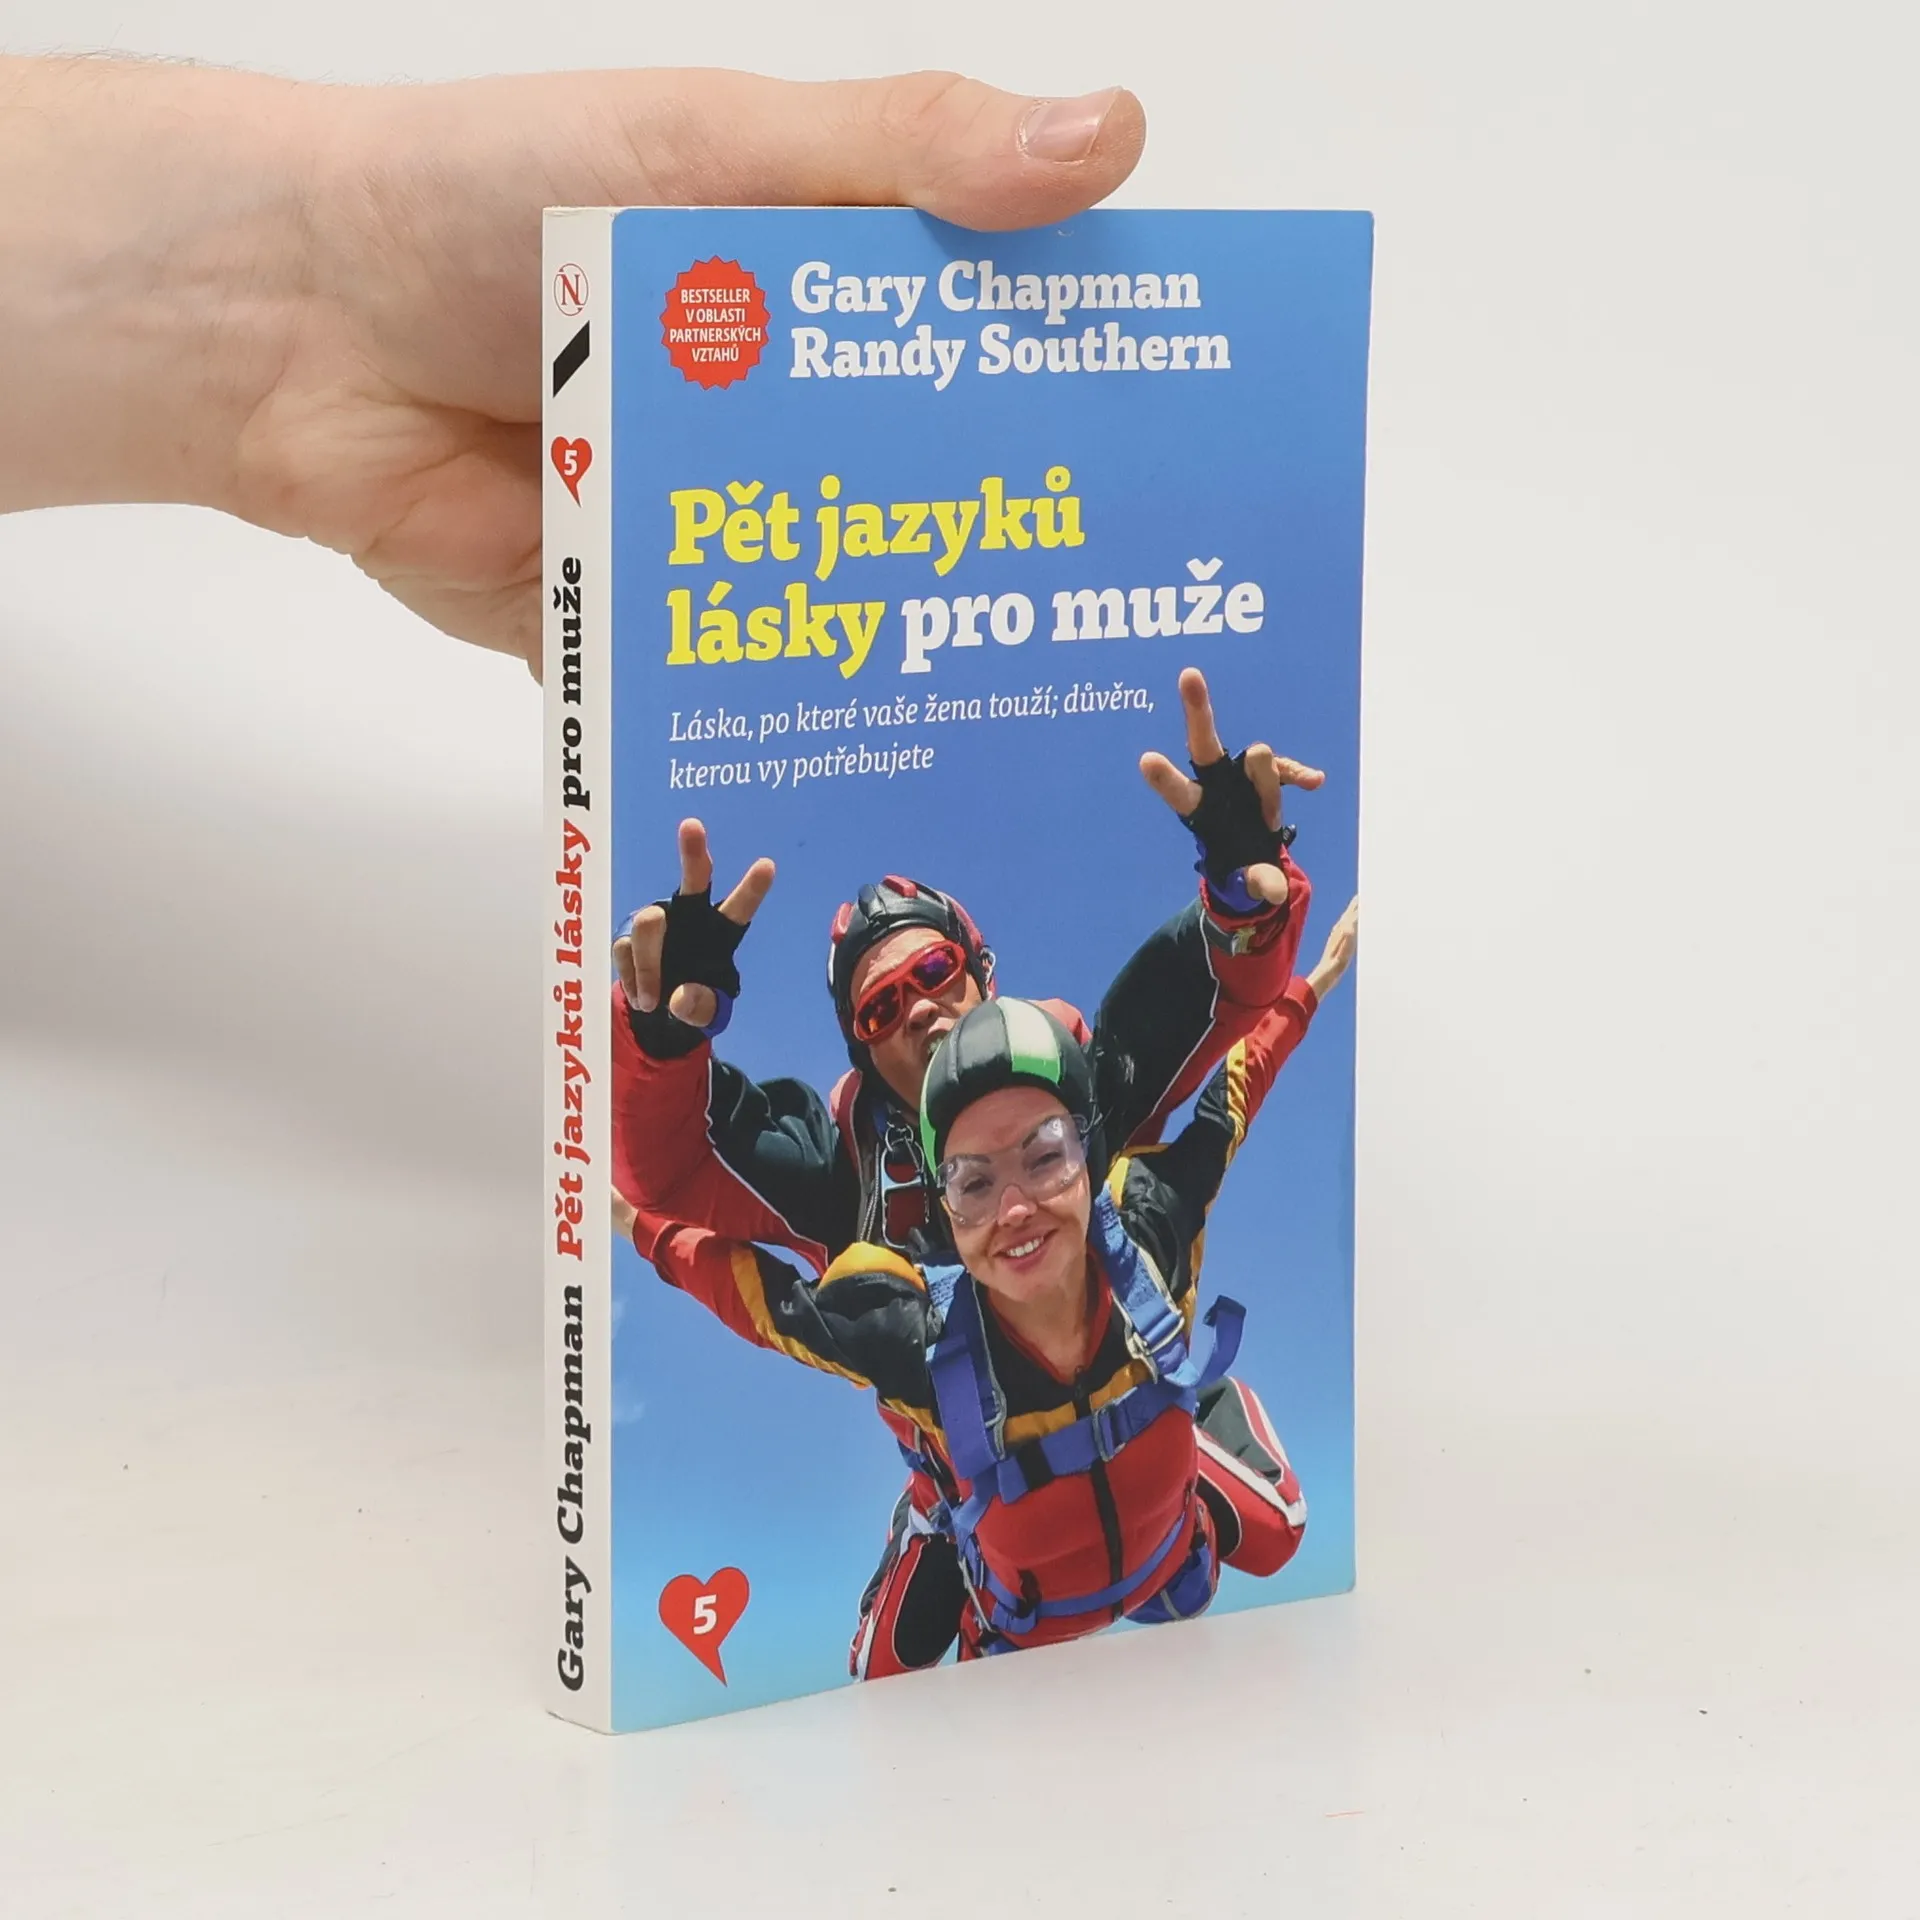 BESTSELLER
V OBLASTI
PARTNERSKÝCH
VZTAHŮ
Gary Chapman
Randy Southern
Pět jazyků
lásky pro muže
Láska, po které vaše žena touží; důvěra,
kterou vy potřebujete
5
N
5
Gary Chapman Pět jazyků lásky pro muže